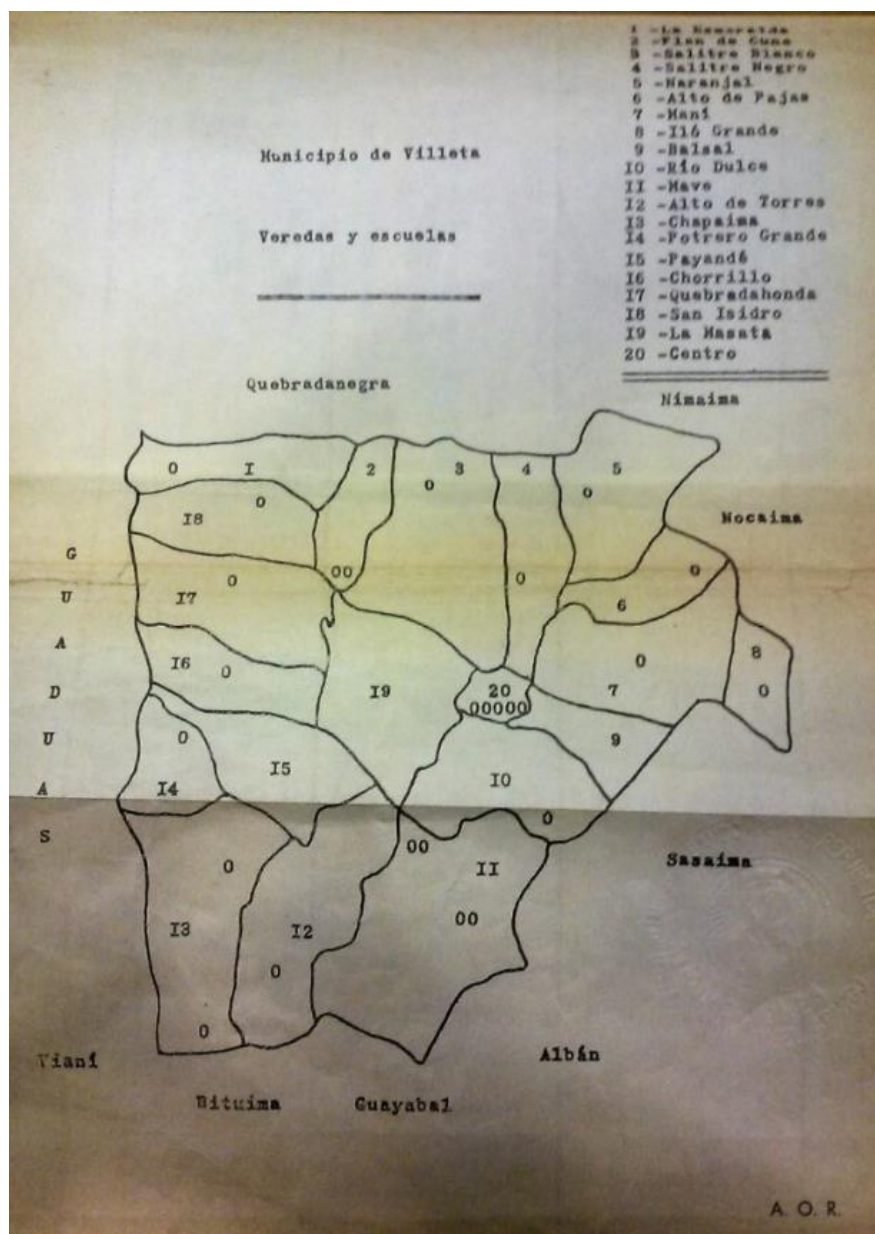 1 -La Esmeralda
2 -Plan de Cune
3 -Salitre Blanco
4 -Salitre Negro
5 -Naranjal
6 -Alto de Pajas
7 -Maní
8 -Iló Grande
9 -Balsal
I0 -Río Dulce
II -Mave
I2 -Alto de Torres
I3 -Chapaima
I4 -Potrero Grande
I5 -Payandé
I6 -Chorrillo
I7 -Quebradahonda
I8 -San Isidro
I9 -La Masata
20 -Centro
Municipio de Villeta
Veredas y escuelas
Quebradanegra
Nimaima
0 I 2 3 4 5
0 0
0
I8
Nocaima
G
U
A
D
U
A
S
I7 0
00
0
0
6
I6 0
I9
20
00000
0
7
8
0
0
I4
I5
I0
9
0
00
II
00
Sasaima
0
I3
0
I2
0
Vianí
Albán
Bituima
Guayabal
A. O. R.